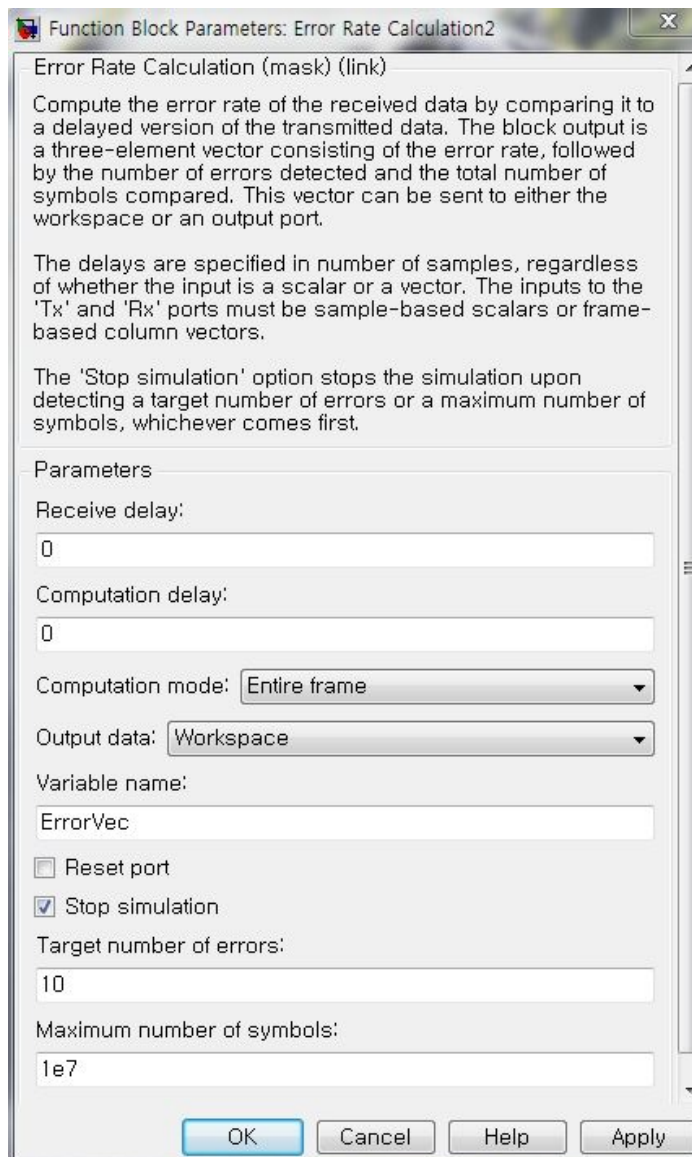 Function Block Parameters: Error Rate Calculation2
Error Rate Calculation (mask) (link)
Compute the error rate of the received data by comparing it to
a delayed version of the transmitted data. The block output is
a three-element vector consisting of the error rate, followed
by the number of errors detected and the total number of
symbols compared. This vector can be sent to either the
workspace or an output port.
The delays are specified in number of samples, regardless
of whether the input is a scalar or a vector. The inputs to the
'Tx' and 'Rx' ports must be sample-based scalars or frame-
based column vectors.
The 'Stop simulation' option stops the simulation upon
detecting a target number of errors or a maximum number of
symbols, whichever comes first.
Parameters
Receive delay:
0
Computation delay:
0
Computation mode: Entire frame
Output data: Workspace
Variable name:
ErrorVec
Reset port
Stop simulation
Target number of errors:
10
Maximum number of symbols:
1e7
OK Cancel Help Apply